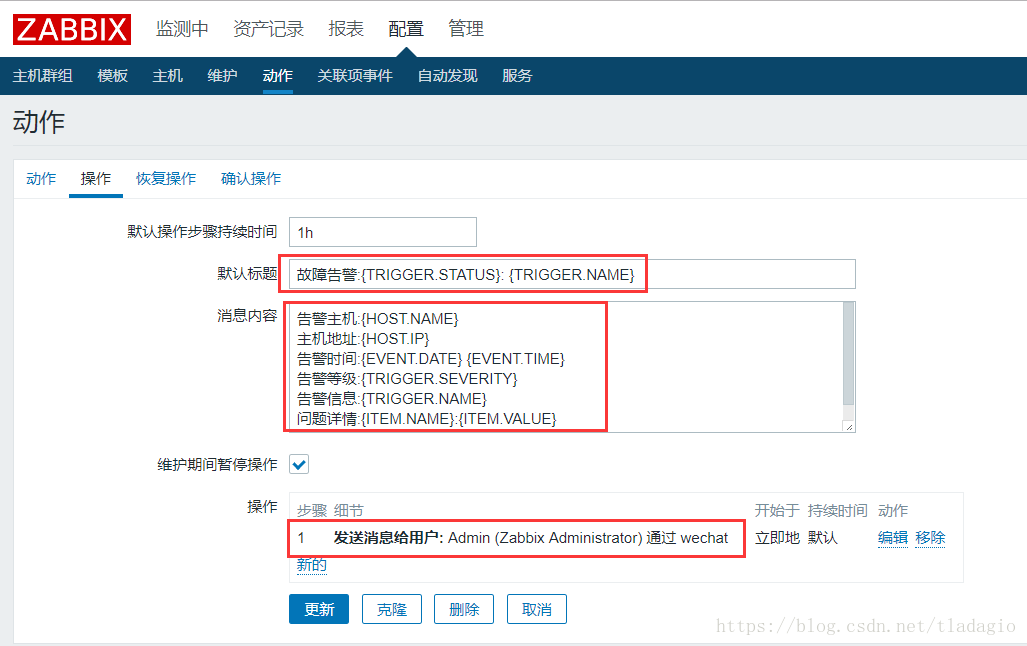 ZABBIX 监测中 资产记录 报表 配置 管理
主机群组 模板 主机 维护 动作 关联项事件 自动发现 服务
动作
动作 操作 恢复操作 确认操作
默认操作步骤持续时间 1h
默认标题 故障告警:{TRIGGER.STATUS}: {TRIGGER.NAME}
消息内容 告警主机:{HOST.NAME}
主机地址:{HOST.IP}
告警时间:{EVENT.DATE} {EVENT.TIME}
告警等级:{TRIGGER.SEVERITY}
告警信息:{TRIGGER.NAME}
问题详情:{ITEM.NAME}:{ITEM.VALUE}
维护期间暂停操作
操作 步骤 细节 开始于 持续时间 动作
1 发送消息给用户: Admin (Zabbix Administrator) 通过 wechat 立即地 默认 编辑 移除
新的
更新 克隆 删除 取消
https://blog.csdn.net/tladagio